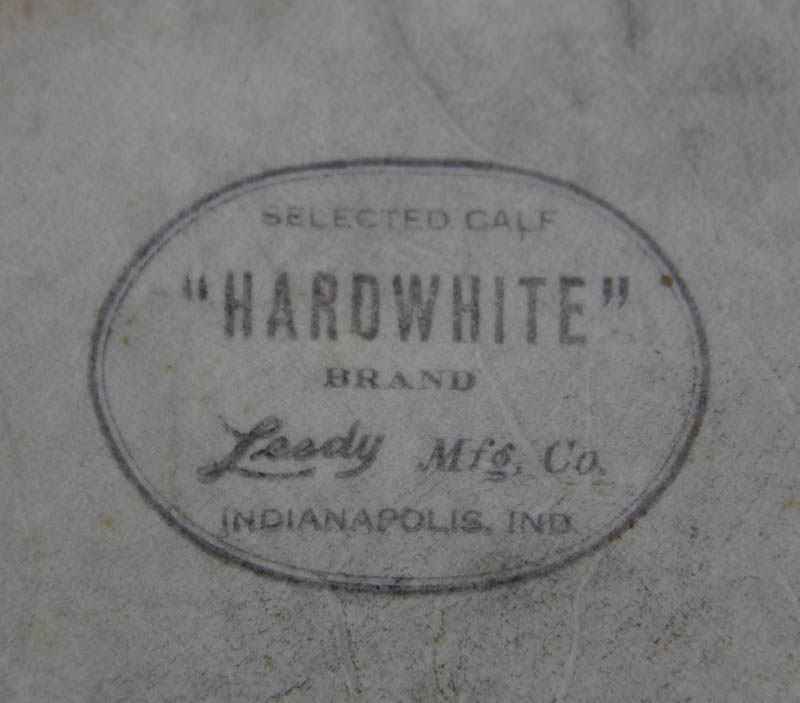 SELECTED CALF
"HARDWHITE"
BRAND
Leedy Mfg. Co.
INDIANAPOLIS, IND.